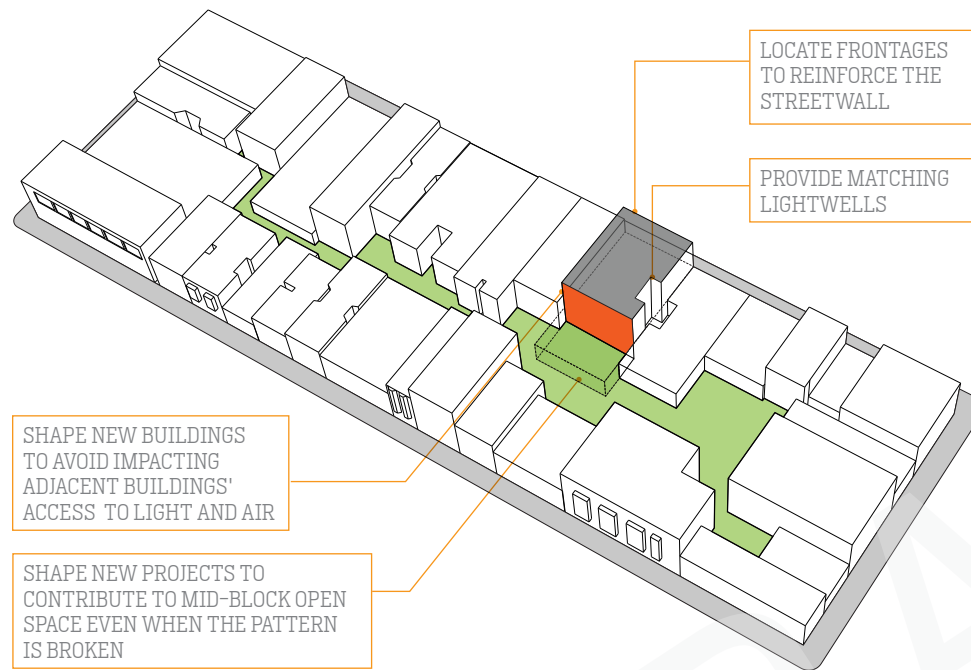 LOCATE FRONTAGES
TO REINFORCE THE
STREETWALL
PROVIDE MATCHING
LIGHTWELLS
SHAPE NEW BUILDINGS
TO AVOID IMPACTING
ADJACENT BUILDINGS'
ACCESS TO LIGHT AND AIR
SHAPE NEW PROJECTS TO
CONTRIBUTE TO MID-BLOCK OPEN
SPACE EVEN WHEN THE PATTERN
IS BROKEN